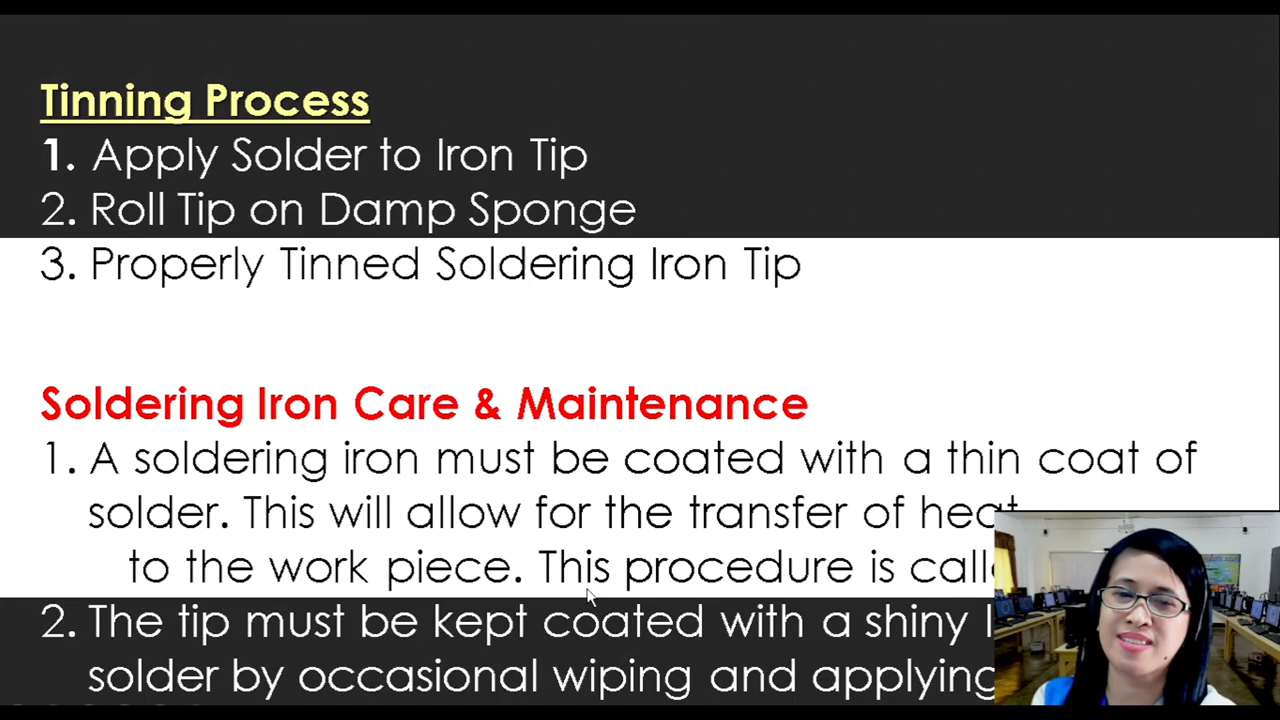 Tinning Process
1. Apply Solder to Iron Tip
2. Roll Tip on Damp Sponge
3. Properly Tinned Soldering Iron Tip
Soldering Iron Care & Maintenance
1. A soldering iron must be coated with a thin coat of
solder. This will allow for the transfer of heat
to the work piece. This procedure is
2. The tip must be kept coated with a shiny
solder by occasional wiping and applying